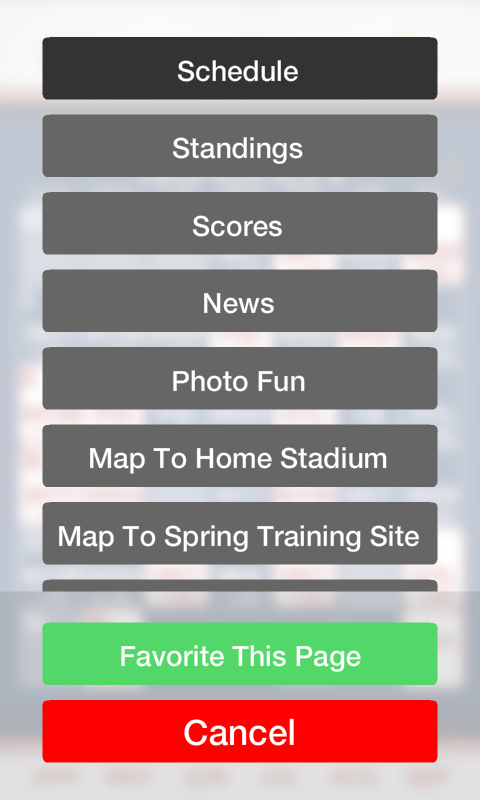 Schedule
Standings
Scores
News
Photo Fun
Map To Home Stadium
Map To Spring Training Site
Favorite This Page
Cancel